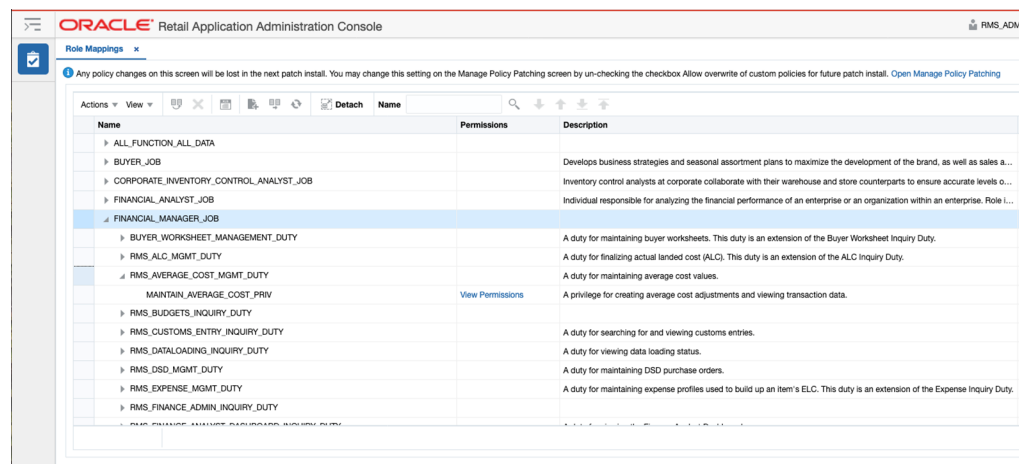 ORACLE® Retail Application Administration Console RMS_ADM
Role Mappings x
Any policy changes on this screen will be lost in the next patch install. You may change this setting on the Manage Policy Patching screen by un-checking the checkbox Allow overwrite of custom policies for future patch install. Open Manage Policy Patching
Actions View Detach Name
Name Permissions Description
ALL_FUNCTION_ALL_DATA
BUYER_JOB Develops business strategies and seasonal assortment plans to maximize the development of the brand, as well as sales a...
CORPORATE_INVENTORY_CONTROL_ANALYST_JOB Inventory control analysts at corporate collaborate with their warehouse and store counterparts to ensure accurate levels o...
FINANCIAL_ANALYST_JOB Individual responsible for analyzing the financial performance of an enterprise or an organization within an enterprise. Role i...
FINANCIAL_MANAGER_JOB
BUYER_WORKSHEET_MANAGEMENT_DUTY A duty for maintaining buyer worksheets. This duty is an extension of the Buyer Worksheet Inquiry Duty.
RMS_ALC_MGMT_DUTY A duty for finalizing actual landed cost (ALC). This duty is an extension of the ALC Inquiry Duty.
RMS_AVERAGE_COST_MGMT_DUTY A duty for maintaining average cost values.
MAINTAIN_AVERAGE_COST_PRIV View Permissions A privilege for creating average cost adjustments and viewing transaction data.
RMS_BUDGETS_INQUIRY_DUTY
RMS_CUSTOMS_ENTRY_INQUIRY_DUTY A duty for searching for and viewing customs entries.
RMS_DATALOADING_INQUIRY_DUTY A duty for viewing data loading status.
RMS_DSD_MGMT_DUTY A duty for maintaining DSD purchase orders.
RMS_EXPENSE_MGMT_DUTY A duty for maintaining expense profiles used to build up an item's ELC. This duty is an extension of the Expense Inquiry Duty.
RMS_FINANCE_ADMIN_INQUIRY_DUTY